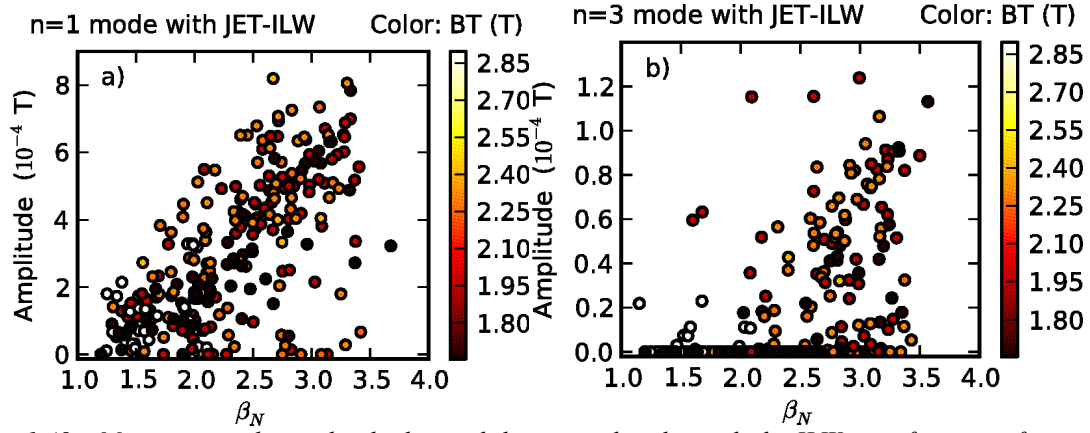 n=1 mode with JET-ILW Color: BT (T)
a)
Amplitude (10⁻⁴ T)
8
6
4
2
0
1.0 1.5 2.0 2.5 3.0 3.5 4.0
β_N
2.85
2.70
2.55
2.40
2.25
2.10
1.95
1.80
n=3 mode with JET-ILW Color: BT (T)
b)
Amplitude (10⁻⁴ T)
1.2
1.0
0.8
0.6
0.4
0.2
0.0
1.0 1.5 2.0 2.5 3.0 3.5 4.0
β_N
2.85
2.70
2.55
2.40
2.25
2.10
1.95
1.80